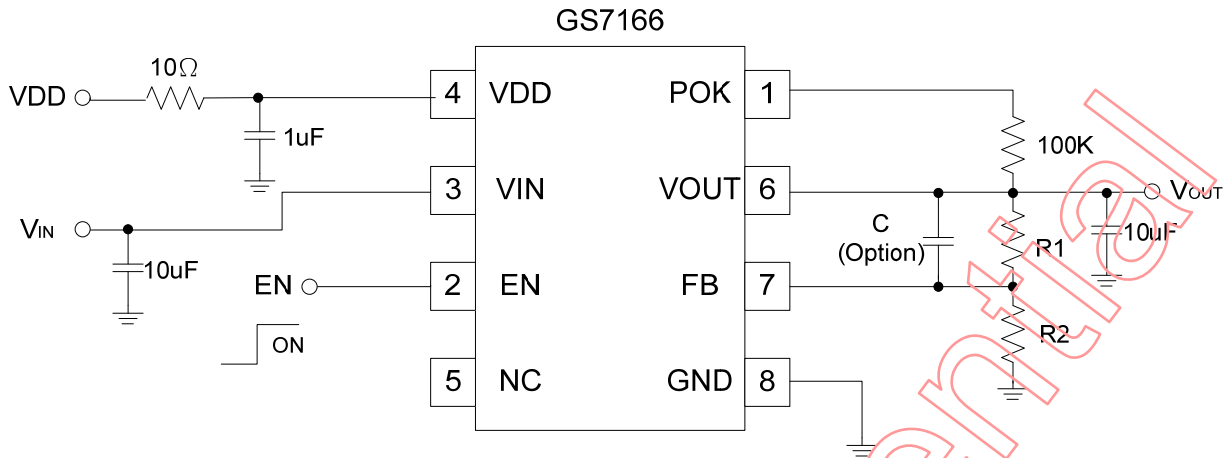 GS7166
10Ω
VDD
4 VDD
POK 1
1uF
100K
3 VIN
VOUT 6
VOUT
VIN
10uF
C
(Option)
R1
10uF
EN
2 EN
FB 7
ON
R2
5 NC
GND 8
ential